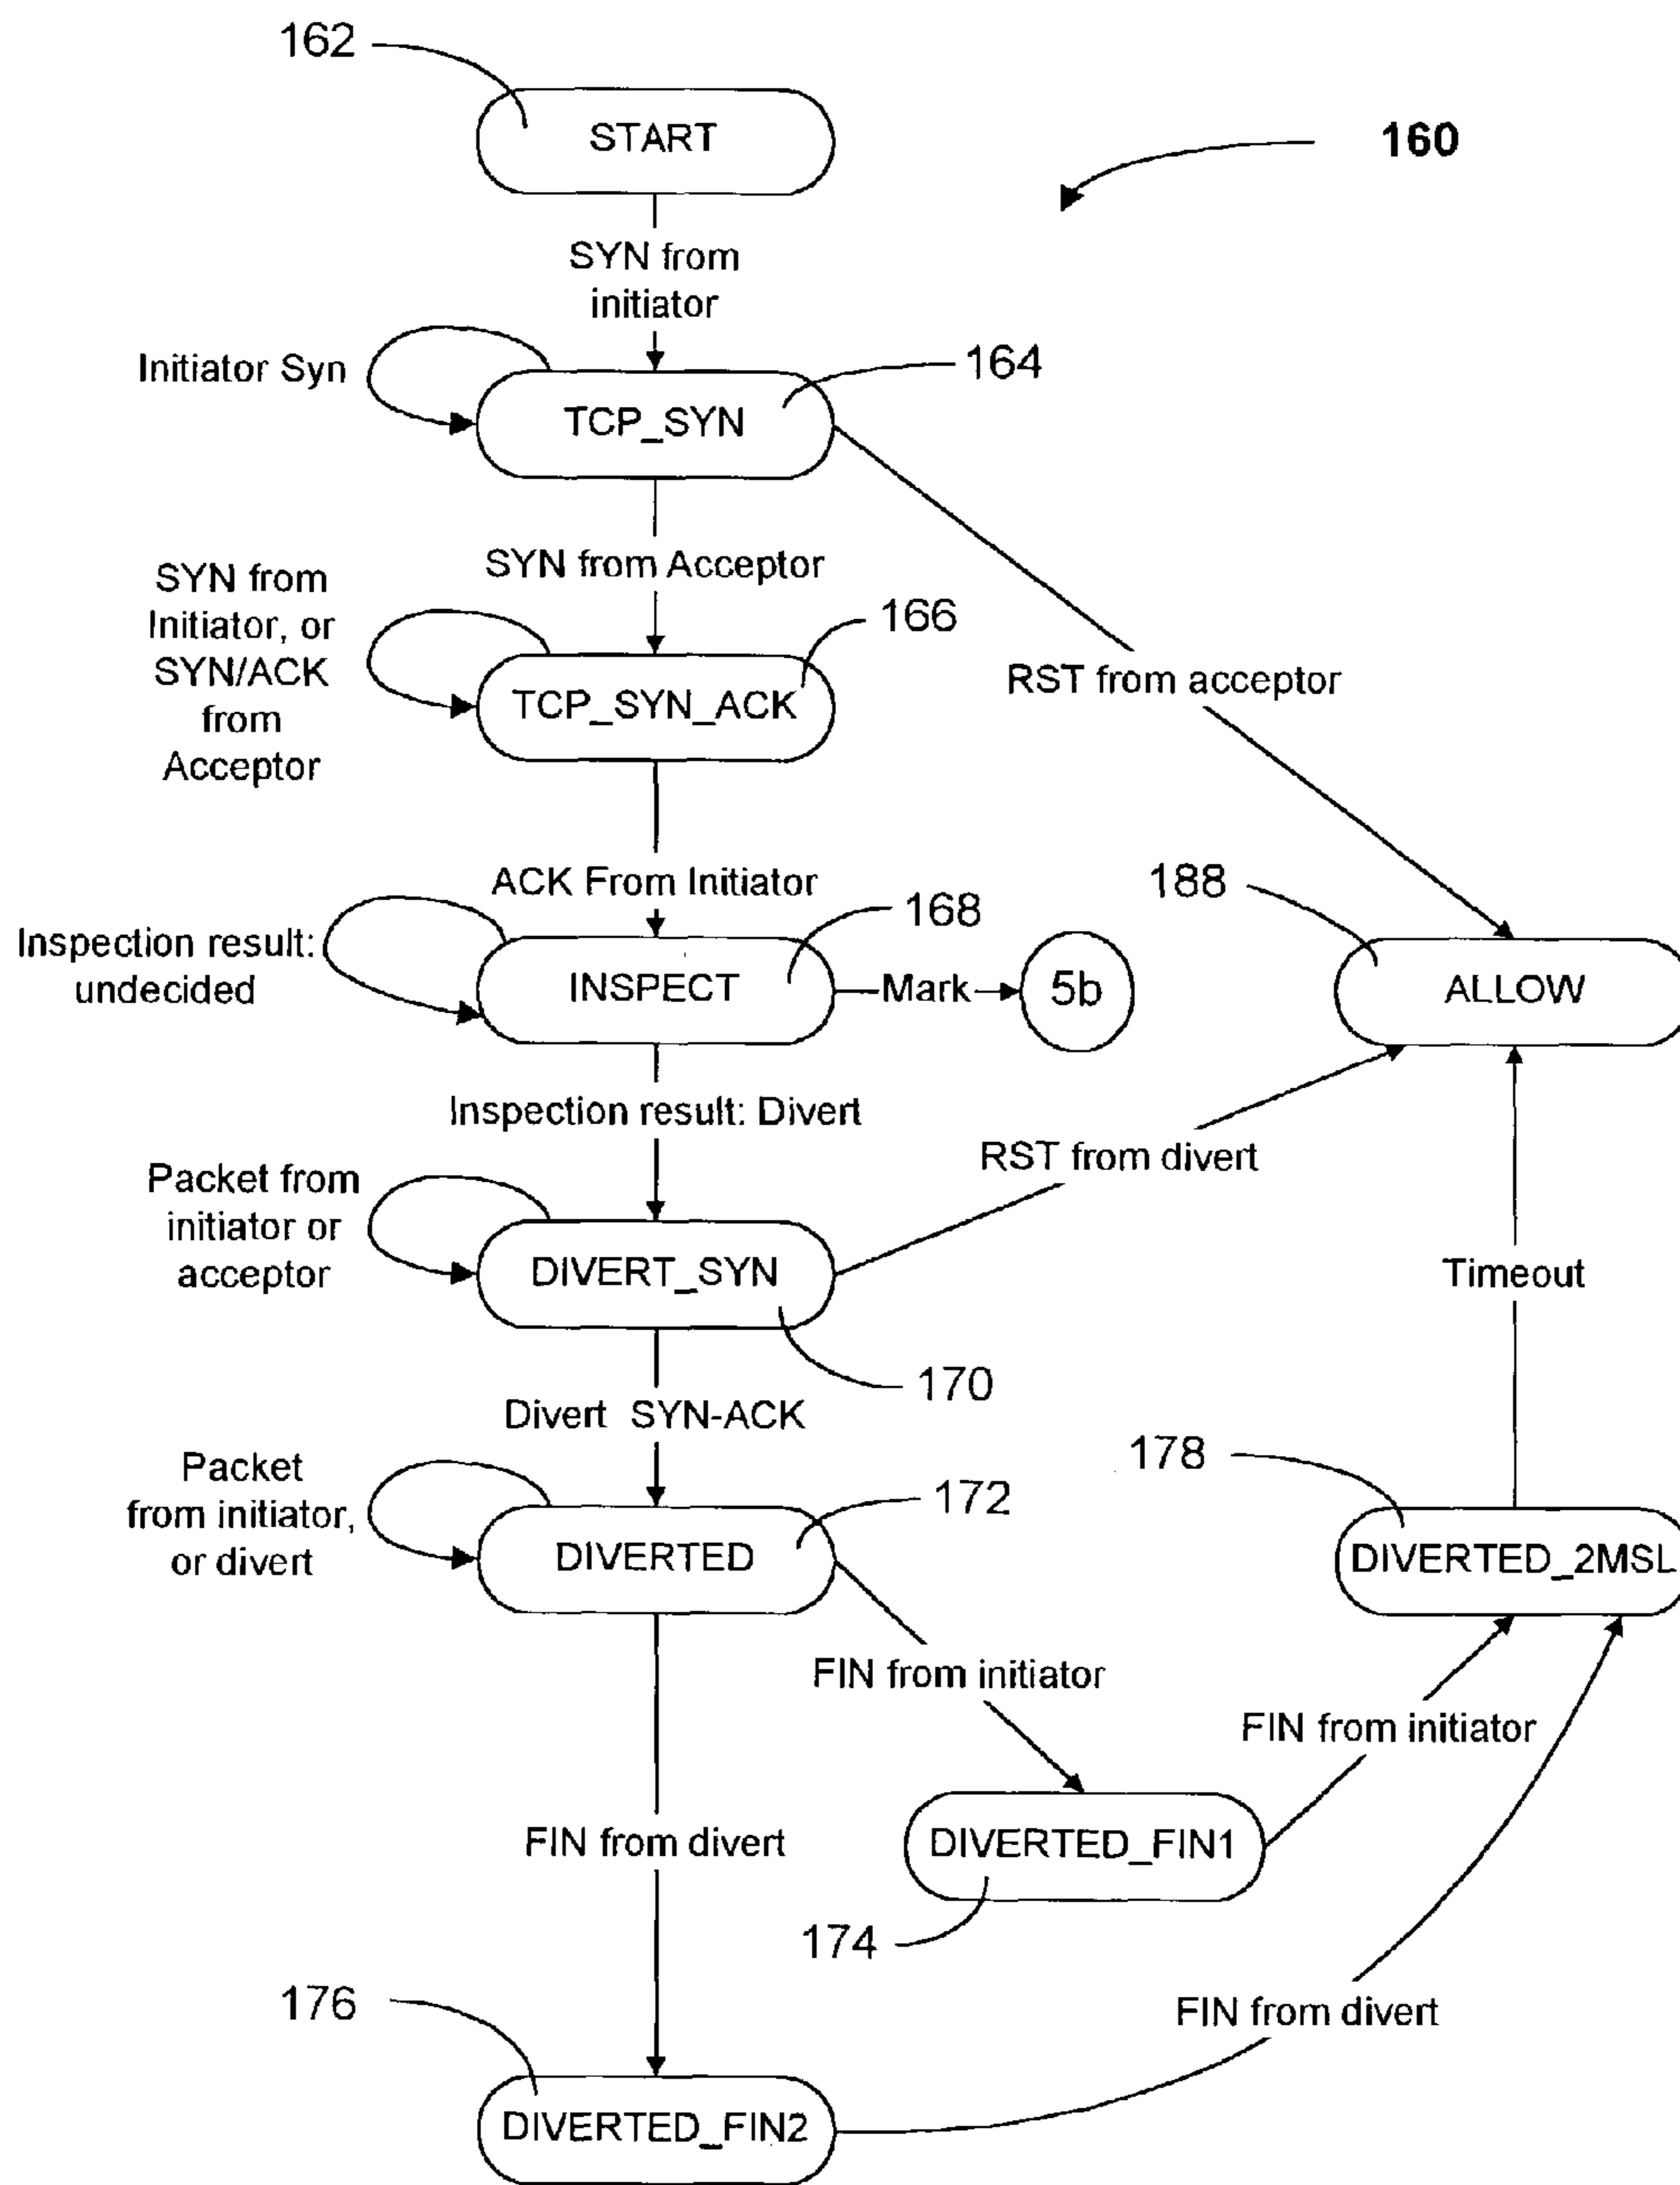 162
START
160
SYN from
initiator
Initiator Syn
164
TCP_SYN
SYN from Acceptor
SYN from
Initiator, or
SYN/ACK
from
Acceptor
166
TCP_SYN_ACK
RST from acceptor
ACK From Initiator
188
168
Inspection result:
undecided
INSPECT
Mark
5b
ALLOW
Inspection result: Divert
RST from divert
Packet from
initiator or
acceptor
DIVERT_SYN
Timeout
170
Divert SYN-ACK
178
Packet
from initiator,
or divert
172
DIVERTED
DIVERTED_2MSL
FIN from initiator
FIN from initiator
FIN from divert
DIVERTED_FIN1
174
176
FIN from divert
DIVERTED_FIN2